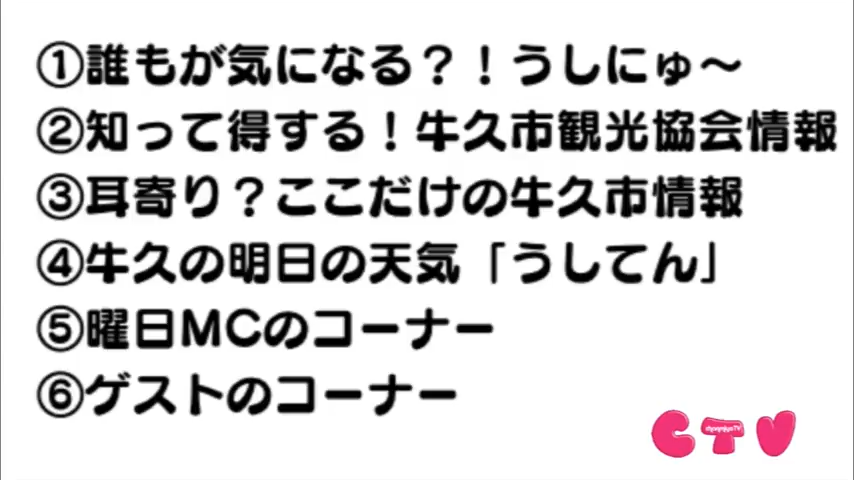 ①誰もが気になる？！うしにゅ～
②知って得する！牛久市観光協会情報
③耳寄り？ここだけの牛久市情報
④牛久の明日の天気「うしてん」
⑤曜日MCのコーナー
⑥ゲストのコーナー
CTV